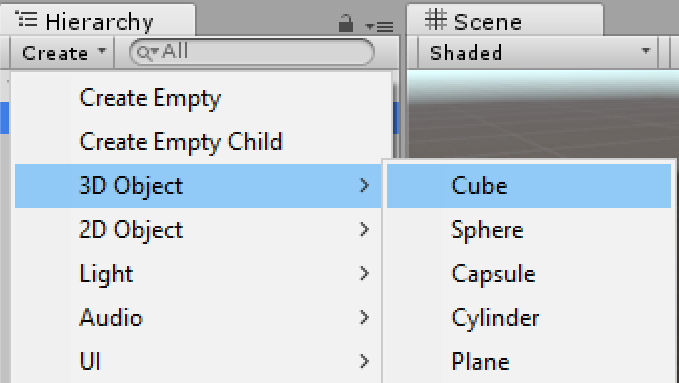 Hierarchy
Create
All
Create Empty
Create Empty Child
3D Object
2D Object
Light
Audio
UI
Scene
Shaded
Cube
Sphere
Capsule
Cylinder
Plane